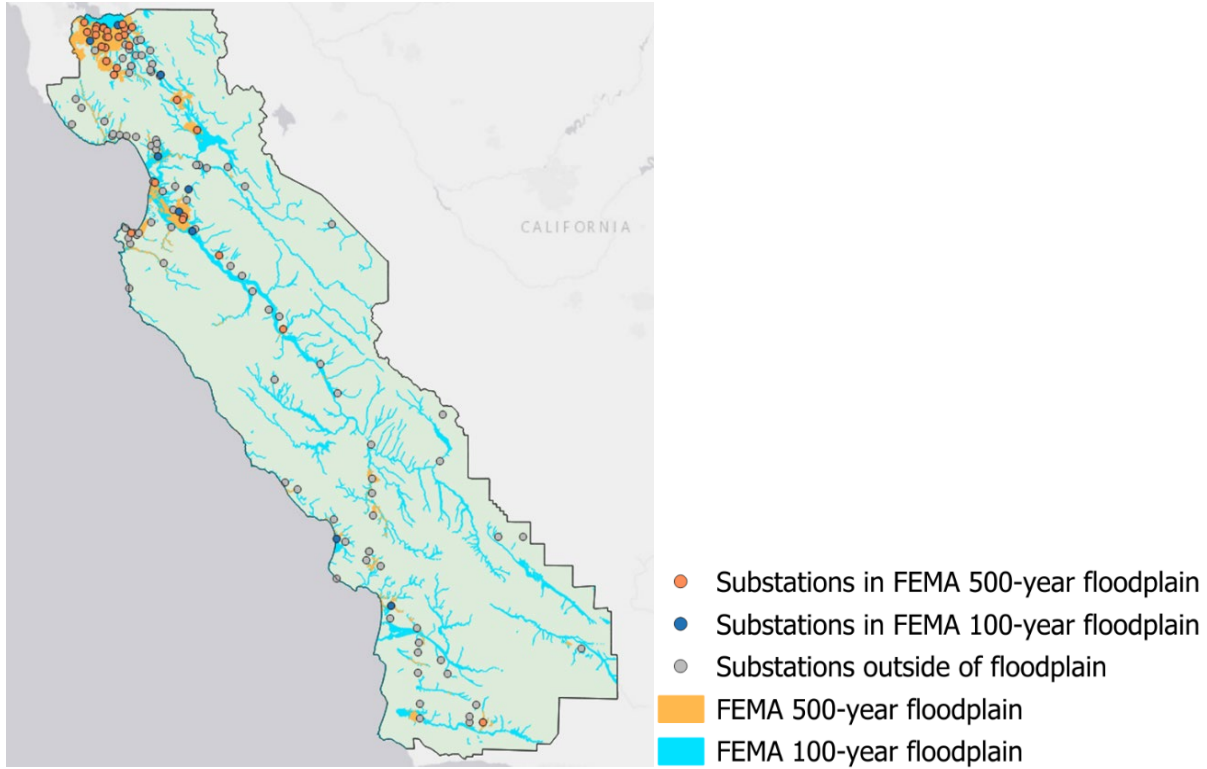 CALIFORNIA
Substations in FEMA 500-year floodplain
Substations in FEMA 100-year floodplain
Substations outside of floodplain
FEMA 500-year floodplain
FEMA 100-year floodplain